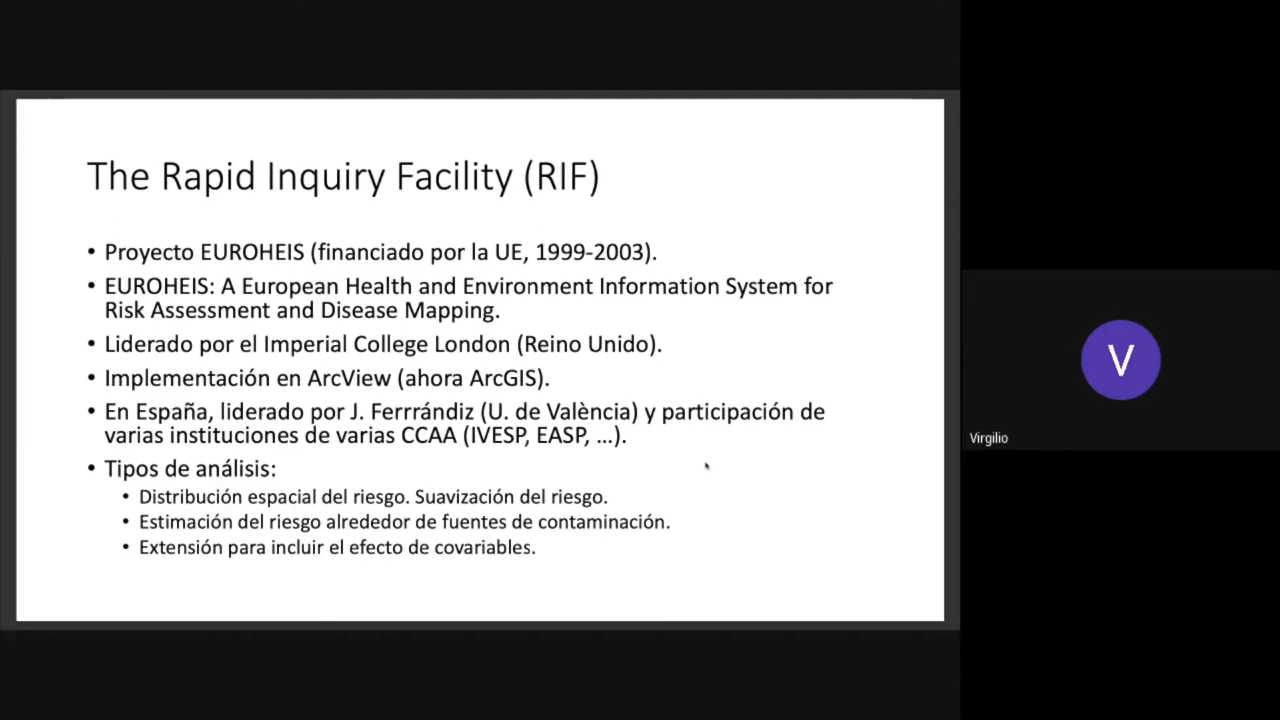 The Rapid Inquiry Facility (RIF)
• Proyecto EUROHEIS (financiado por la UE, 1999-2003).
• EUROHEIS: A European Health and Environment Information System for
Risk Assessment and Disease Mapping.
• Liderado por el Imperial College London (Reino Unido).
• Implementación en ArcView (ahora ArcGIS).
• En España, liderado por J. Ferrrándiz (U. de València) y participación de
varias instituciones de varias CCAA (IVESP, EASP, ...).
• Tipos de análisis:
• Distribución espacial del riesgo. Suavización del riesgo.
• Estimación del riesgo alrededor de fuentes de contaminación.
• Extensión para incluir el efecto de covariables.
V
Virgilio